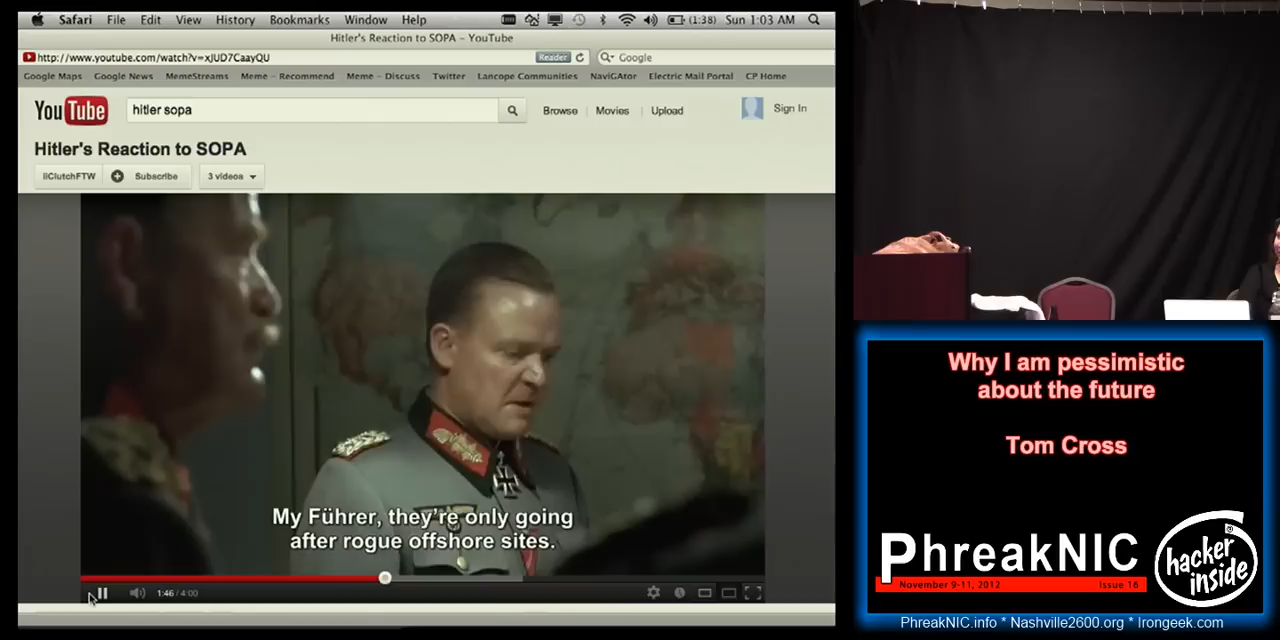 Safari File Edit View History Bookmarks Window Help (1:38) Sun 1:03 AM
Hitler's Reaction to SOPA – YouTube
http://www.youtube.com/watch?v=xJUD7CaayQU Reader Google
Google Maps Google News MemeStreams Meme – Recommend Meme – Discuss Twitter Lancope Communities NaviGAtor Electric Mail Portal CP Home
YouTube hitler sopa Browse Movies Upload Sign In
Hitler's Reaction to SOPA
liClutchFTW Subscribe 3 videos
My Führer, they're only going
after rogue offshore sites.
1:46 / 4:00
Why I am pessimistic
about the future
Tom Cross
PhreakNIC
November 9-11, 2012 Issue 16
hacker
inside
PhreakNIC.info * Nashville2600.org * Irongeek.com